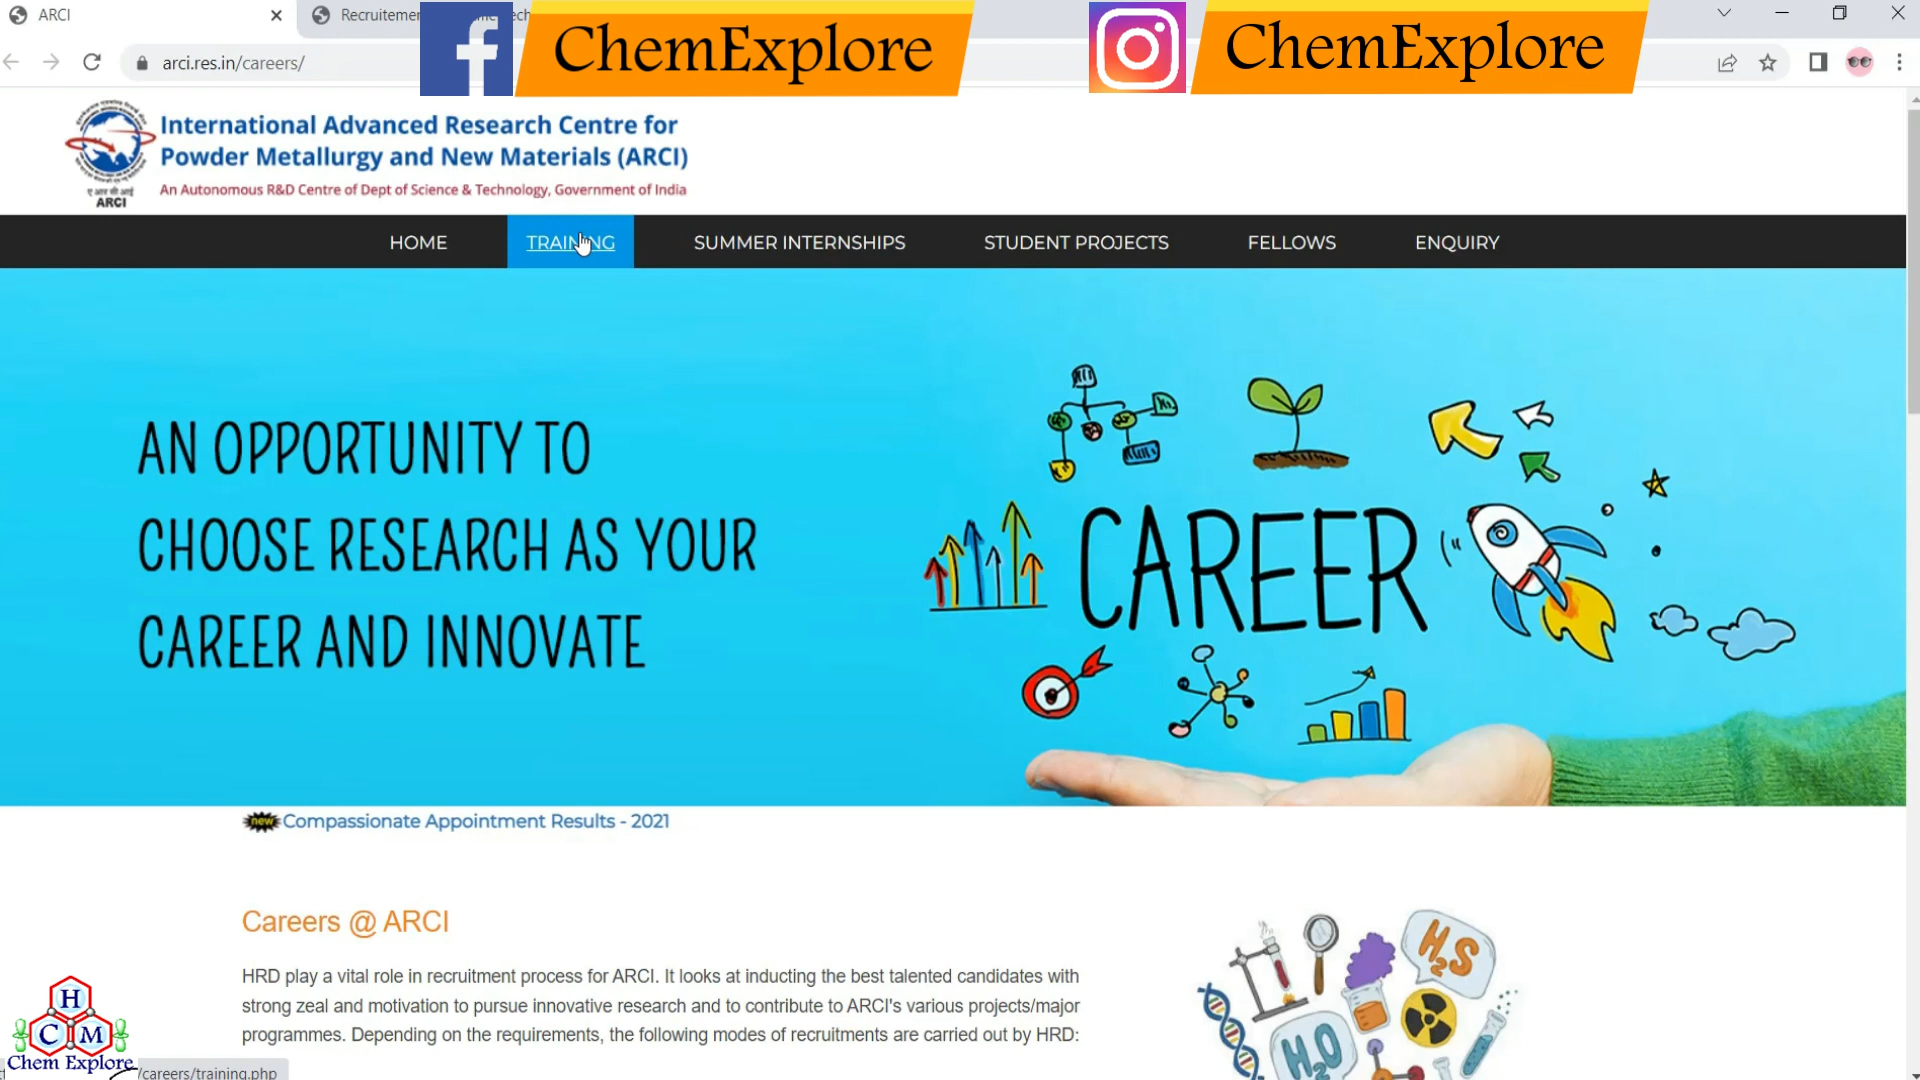 ARCI
Recruitemen
ChemExplore
ChemExplore
arci.res.in/careers/
International Advanced Research Centre for
Powder Metallurgy and New Materials (ARCI)
An Autonomous R&D Centre of Dept of Science & Technology, Government of India
ए आर सी आई
ARCI
HOME
TRAINING
SUMMER INTERNSHIPS
STUDENT PROJECTS
FELLOWS
ENQUIRY
AN OPPORTUNITY TO
CHOOSE RESEARCH AS YOUR
CAREER AND INNOVATE
CAREER
new Compassionate Appointment Results - 2021
Careers @ ARCI
HRD play a vital role in recruitment process for ARCI. It looks at inducting the best talented candidates with
strong zeal and motivation to pursue innovative research and to contribute to ARCI's various projects/major
programmes. Depending on the requirements, the following modes of recruitments are carried out by HRD:
H2S
H2O
H
C M
Chem Explore
/careers/training.php